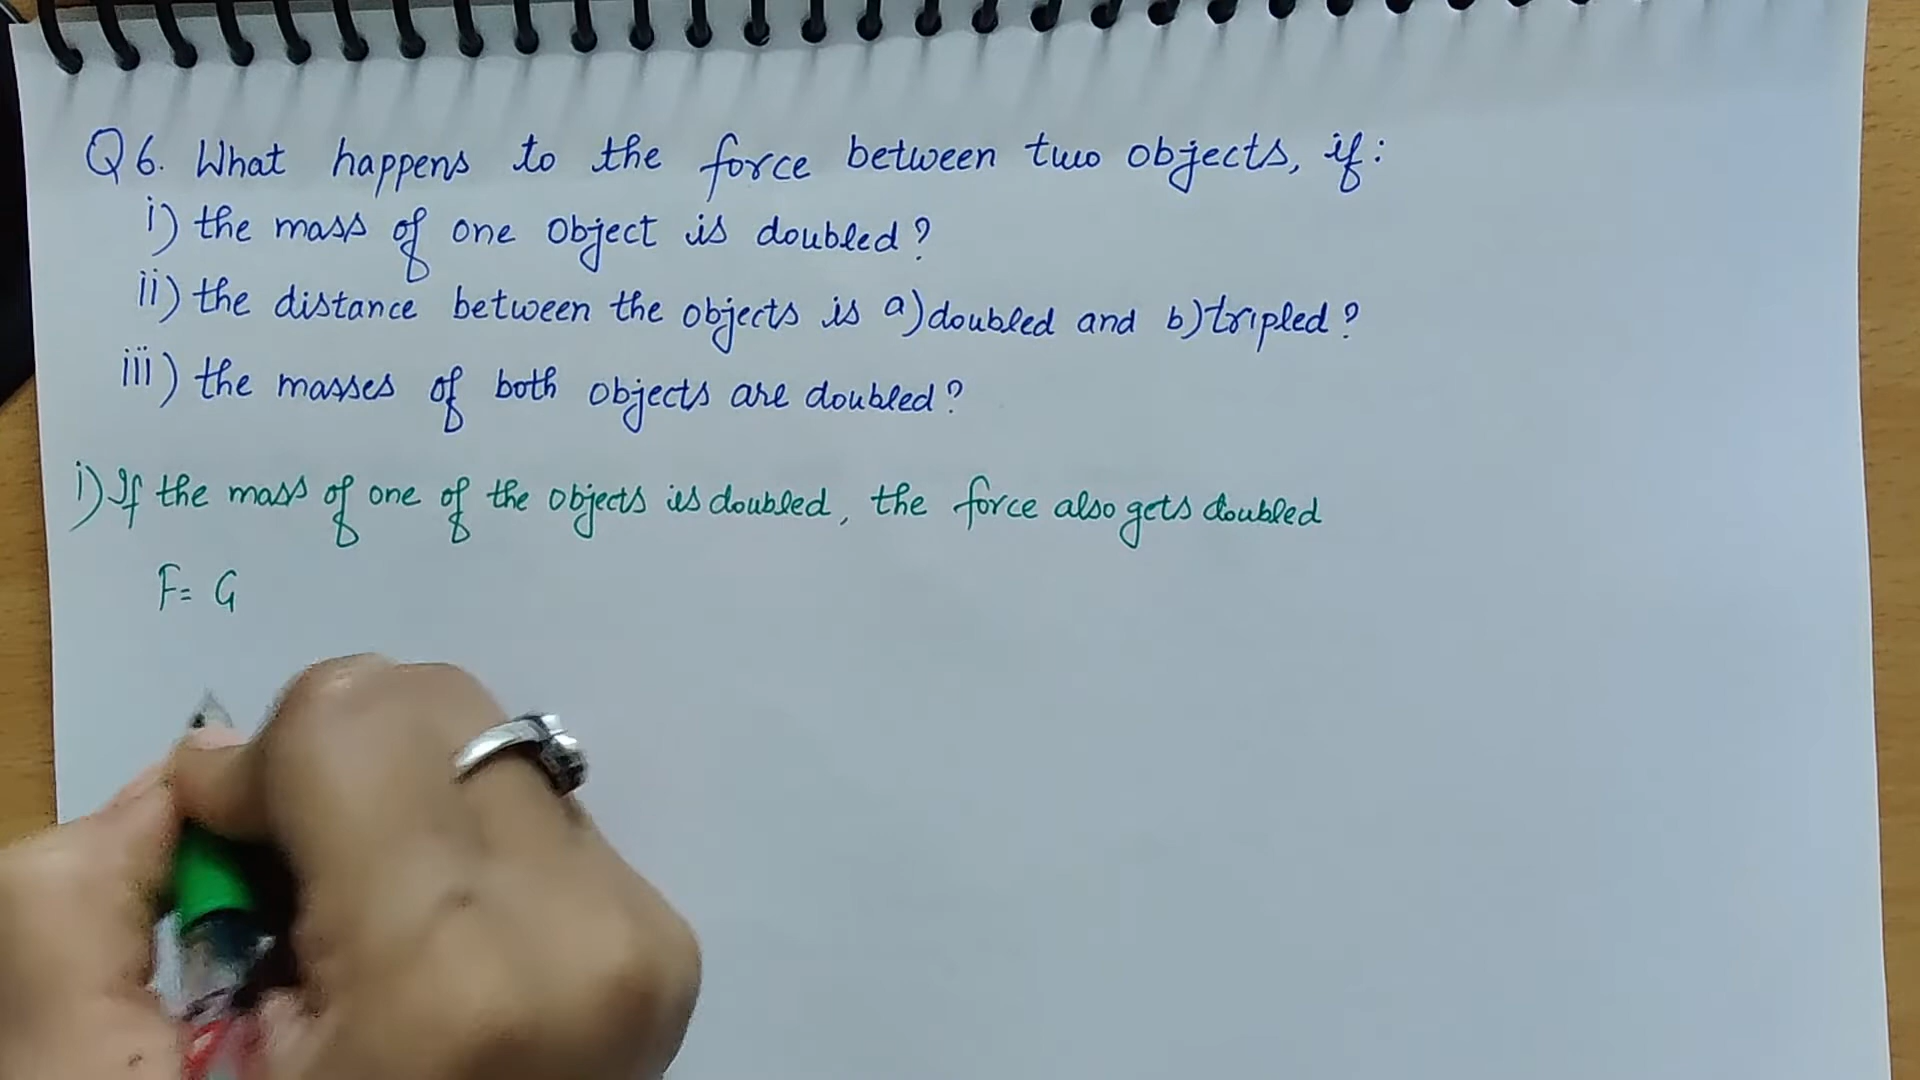 Q6. What happens to the force between two objects, if:
i) the mass of one object is doubled?
ii) the distance between the objects is a) doubled and b) tripled?
iii) the masses of both objects are doubled?
i) If the mass of one of the objects is doubled, the force also gets doubled
F= G